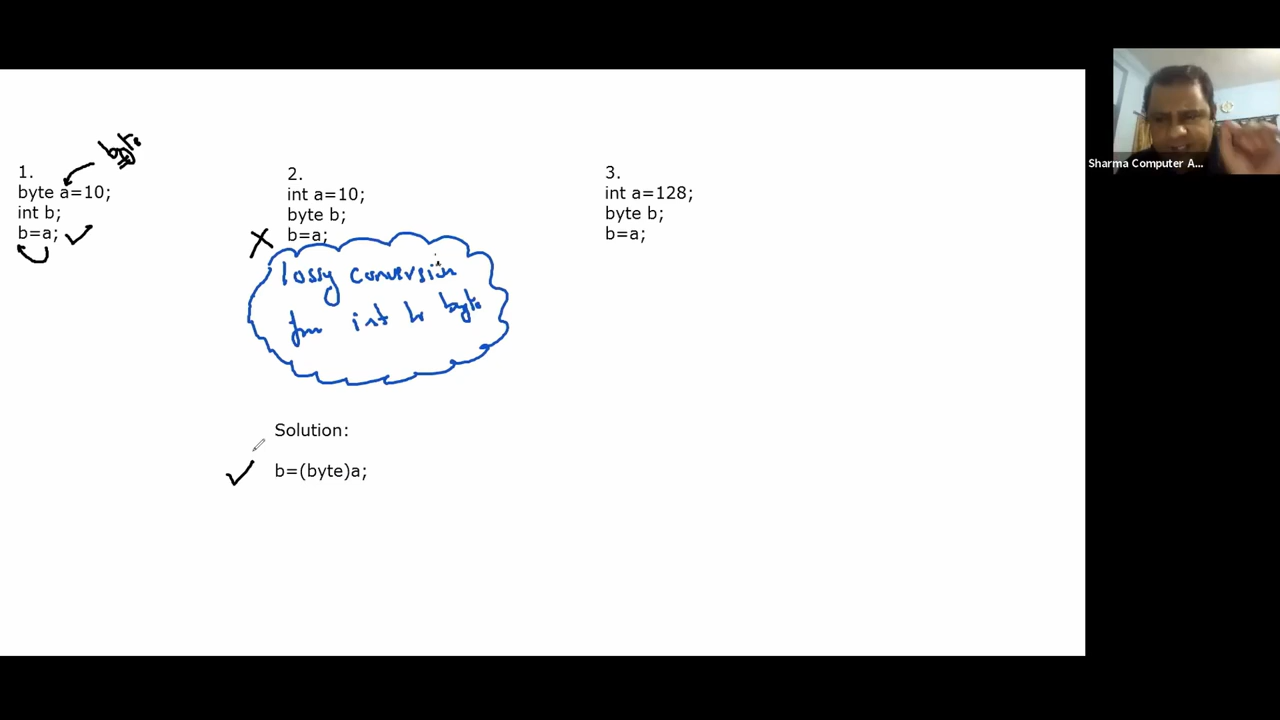 byte
1.
byte a=10;
int b;
b=a;
2.
int a=10;
byte b;
b=a;
lossy conversion
from int to byte
Solution:
b=(byte)a;
3.
int a=128;
byte b;
b=a;
Sharma Computer A...